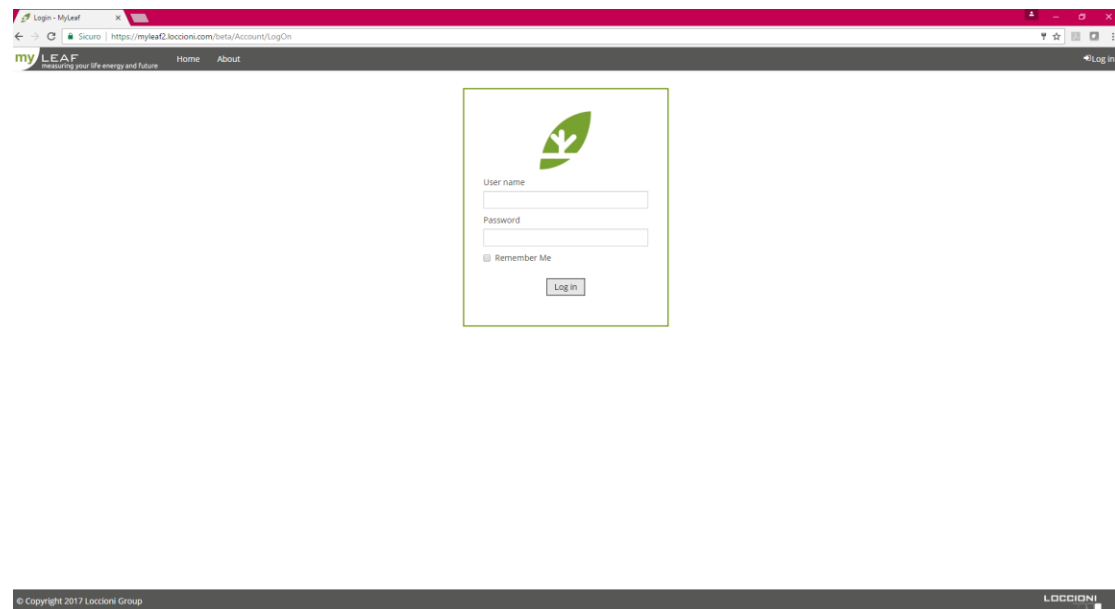 Login - MyLeaf
Sicuro | https://myleaf2.loccioni.com/beta/Account/LogOn
my LEAF
measuring your life energy and future
Home About
Log in
User name
Password
Remember Me
Log in
© Copyright 2017 Loccioni Group
LOCCIONI